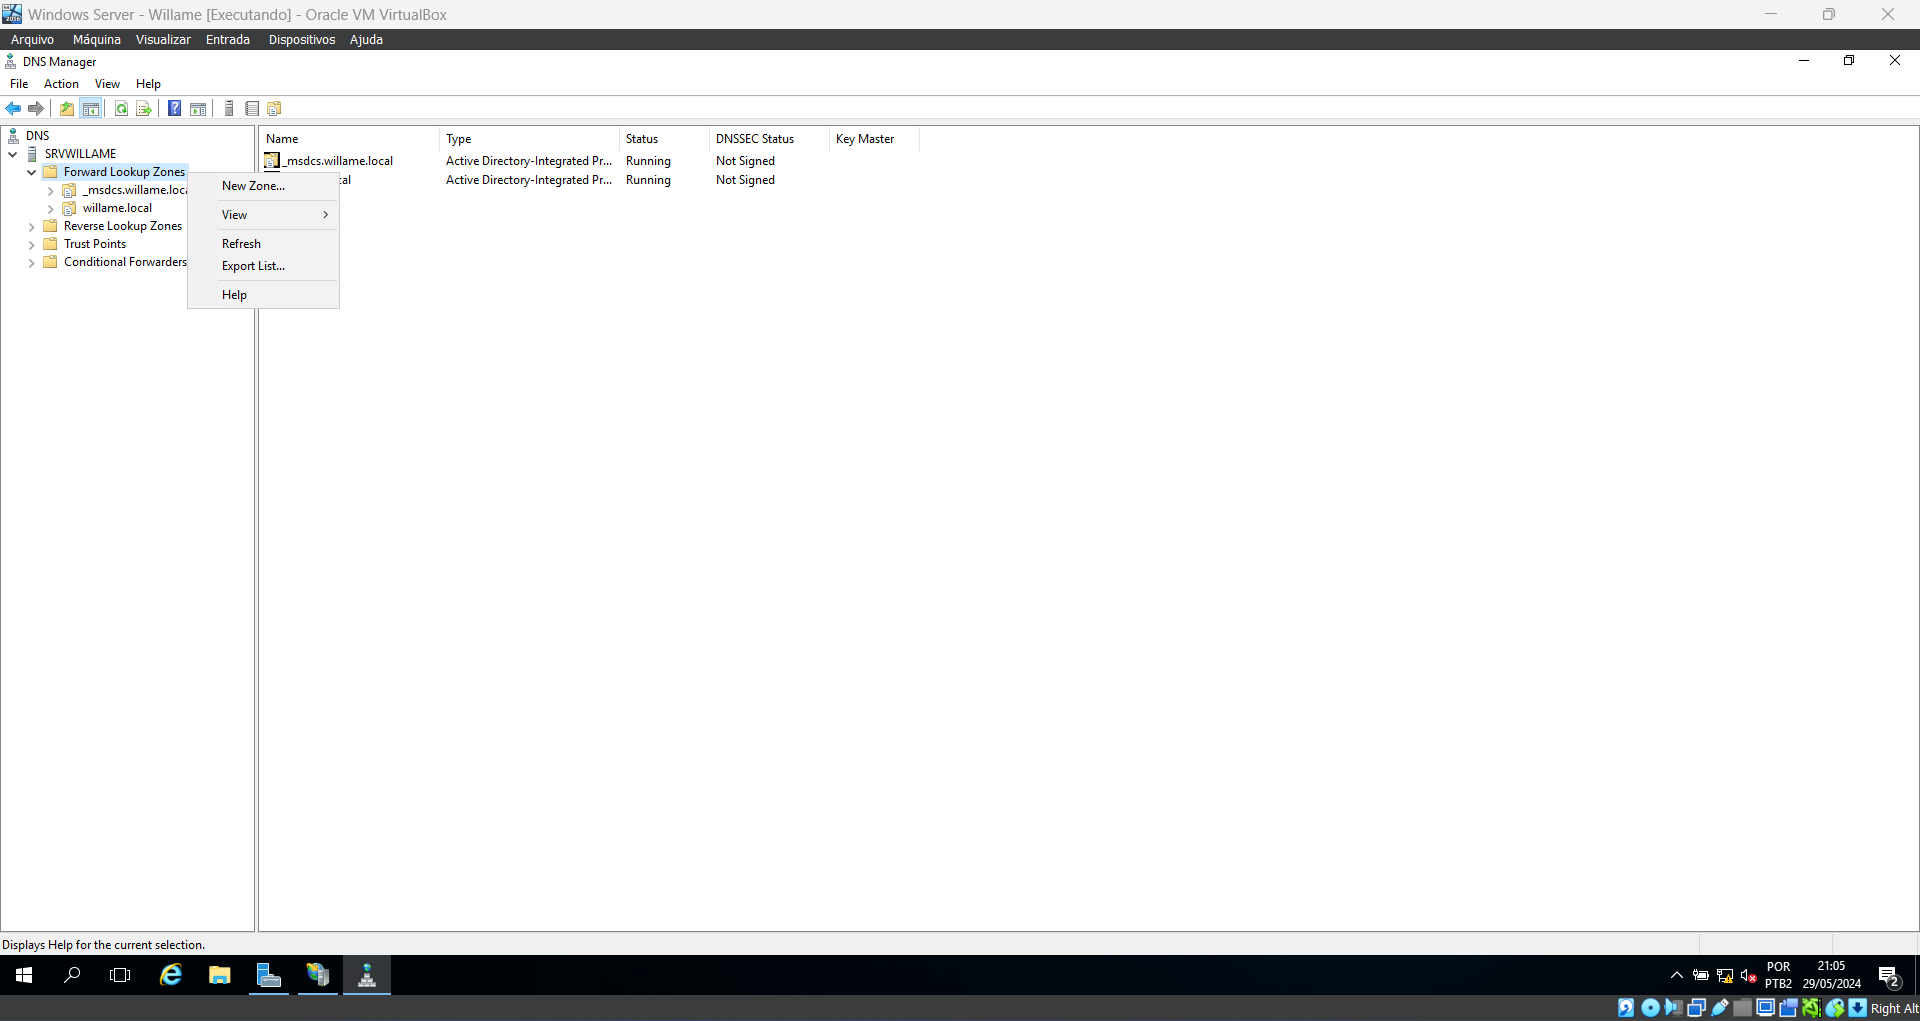 Windows Server - Willame [Executando] - Oracle VM VirtualBox
Arquivo Máquina Visualizar Entrada Dispositivos Ajuda
DNS Manager
File Action View Help
DNS
SRVWILLAME
Forward Lookup Zones
_msdcs.willame.loca
willame.local
Reverse Lookup Zones
Trust Points
Conditional Forwarders
New Zone...
View
Refresh
Export List...
Help
Name Type Status DNSSEC Status Key Master
_msdcs.willame.local Active Directory-Integrated Pr... Running Not Signed
cal Active Directory-Integrated Pr... Running Not Signed
Displays Help for the current selection.
POR
PTB2
21:05
29/05/2024
2
Right Alt